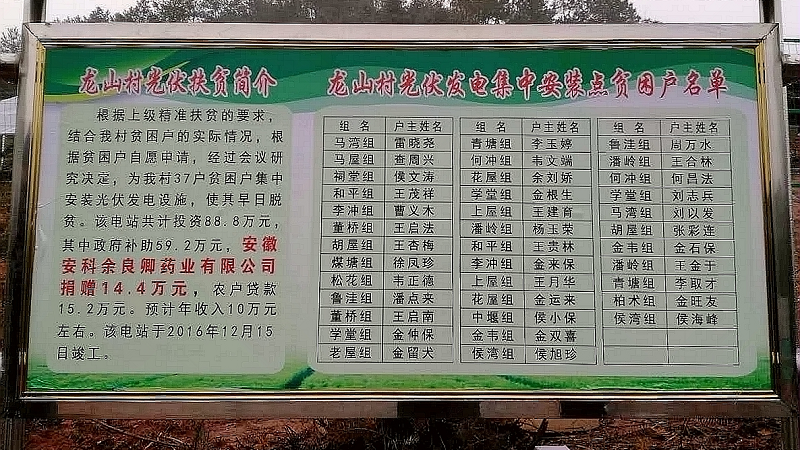 龙山村光伏扶贫简介
根据上级精准扶贫的要求，
结合我村贫困户的实际情况，根
据贫困户自愿申请，经过会议研
究决定，为我村37户贫困户集中
安装光伏发电设施，使其早日脱
贫。该电站共计投资88.8万元，
其中政府补助59.2万元，安徽
安科余良卿药业有限公司
捐赠14.4万元，农户贷款
15.2万元。预计年收入10万元
左右。该电站于2016年12月15
日竣工。
龙山村光伏发电集中安装点贫困户名单
组 名 户主姓名 组 名 户主姓名 组 名 户主姓名
马湾组 雷晓尧 青塘组 李玉婷 鲁洼组 周万水
马屋组 查周兴 何冲组 韦文端 潘岭组 王合林
祠堂组 侯文涛 花屋组 余刘娇 何冲组 何昌法
和平组 王茂祥 学堂组 金根生 学堂组 刘志兵
李冲组 曹义木 上屋组 王建育 马湾组 刘以发
董桥组 王启法 潘岭组 杨玉荣 胡屋组 张彩连
胡屋组 王杏梅 和平组 王贵林 金韦组 金石保
煤塘组 徐凤珍 李冲组 金来保 潘岭组 王金于
松花组 韦正德 上屋组 王月华 青塘组 李取才
鲁洼组 潘点来 花屋组 金运来 柏术组 金旺友
董桥组 王启南 中堰组 侯小保 侯湾组 侯海峰
学堂组 金仲保 金韦组 金双喜
老屋组 金留犬 侯湾组 侯旭珍